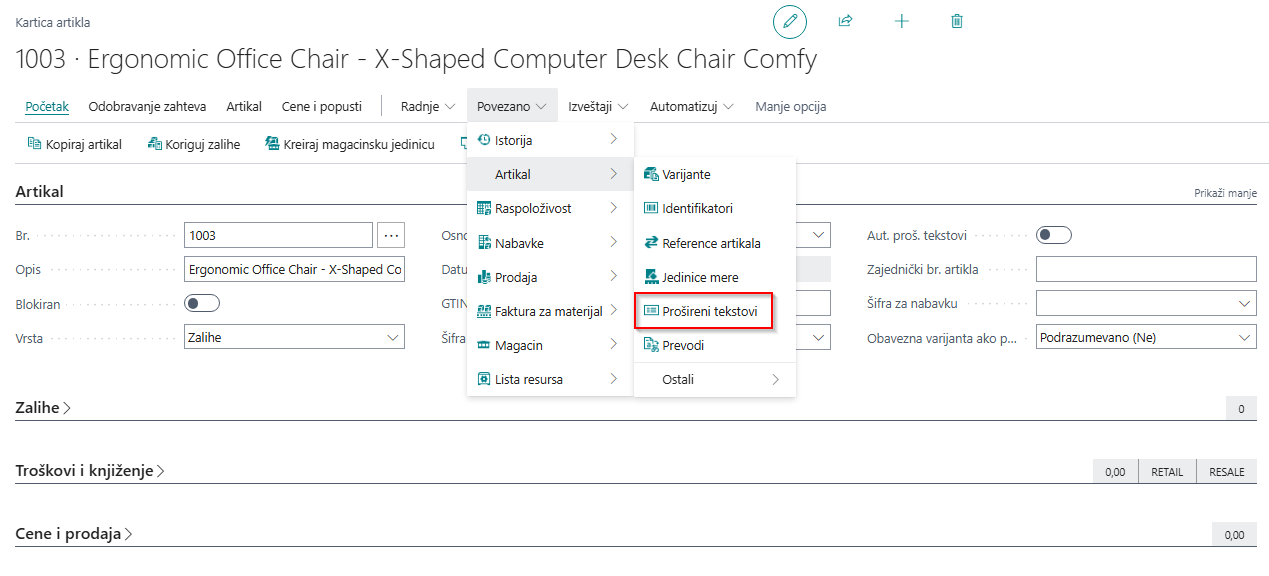 Kartica artikla
1003 · Ergonomic Office Chair - X-Shaped Computer Desk Chair Comfy
Početak Odobravanje zahteva Artikal Cene i popusti Radnje Povezano Izveštaji Automatizuj Manje opcija
Kopiraj artikal Koriguj zalihe Kreiraj magacinsku jedinicu
Istorija
Artikal
Raspoloživost
Nabavke
Prodaja
Faktura za materijal
Magacin
Lista resursa
Varijante
Identifikatori
Reference artikala
Jedinice mere
Prošireni tekstovi
Prevodi
Ostali
Artikal
Prikaži manje
Br. 1003 ...
Opis Ergonomic Office Chair - X-Shaped Co
Blokiran
Vrsta Zalihe
Osno
Datu
GTIN
Šifra
Aut. proš. tekstovi
Zajednički br. artikla
Šifra za nabavku
Obavezna varijanta ako p... Podrazumevano (Ne)
Zalihe 0
Troškovi i knjiženje 0,00 RETAIL RESALE
Cene i prodaja 0,00